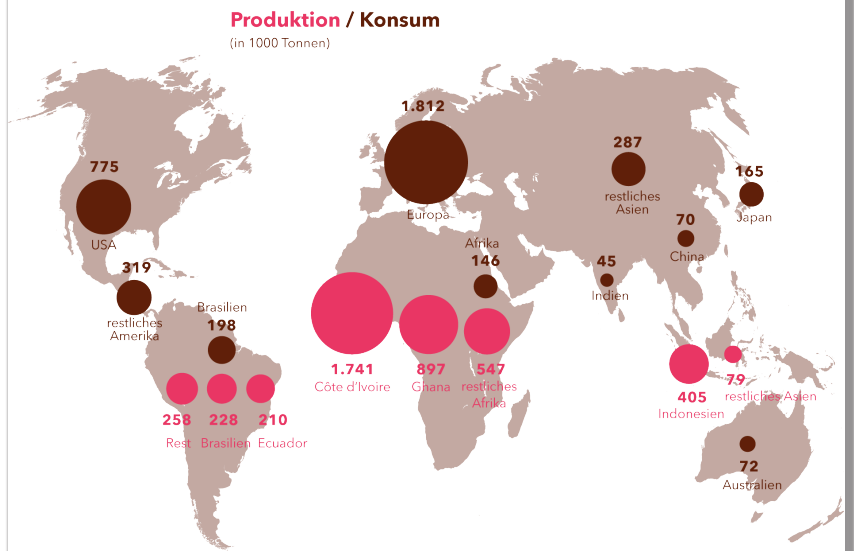 Produktion / Konsum
(in 1000 Tonnen)
1.812
Europa
775
USA
319
restliches
Amerika
Brasilien
198
258
Rest
228
Brasilien
210
Ecuador
Afrika
146
1.741
Côte d'Ivoire
897
Ghana
547
restliches
Afrika
287
restliches
Asien
165
Japan
70
China
45
Indien
405
Indonesien
79
restliches Asien
72
Australien